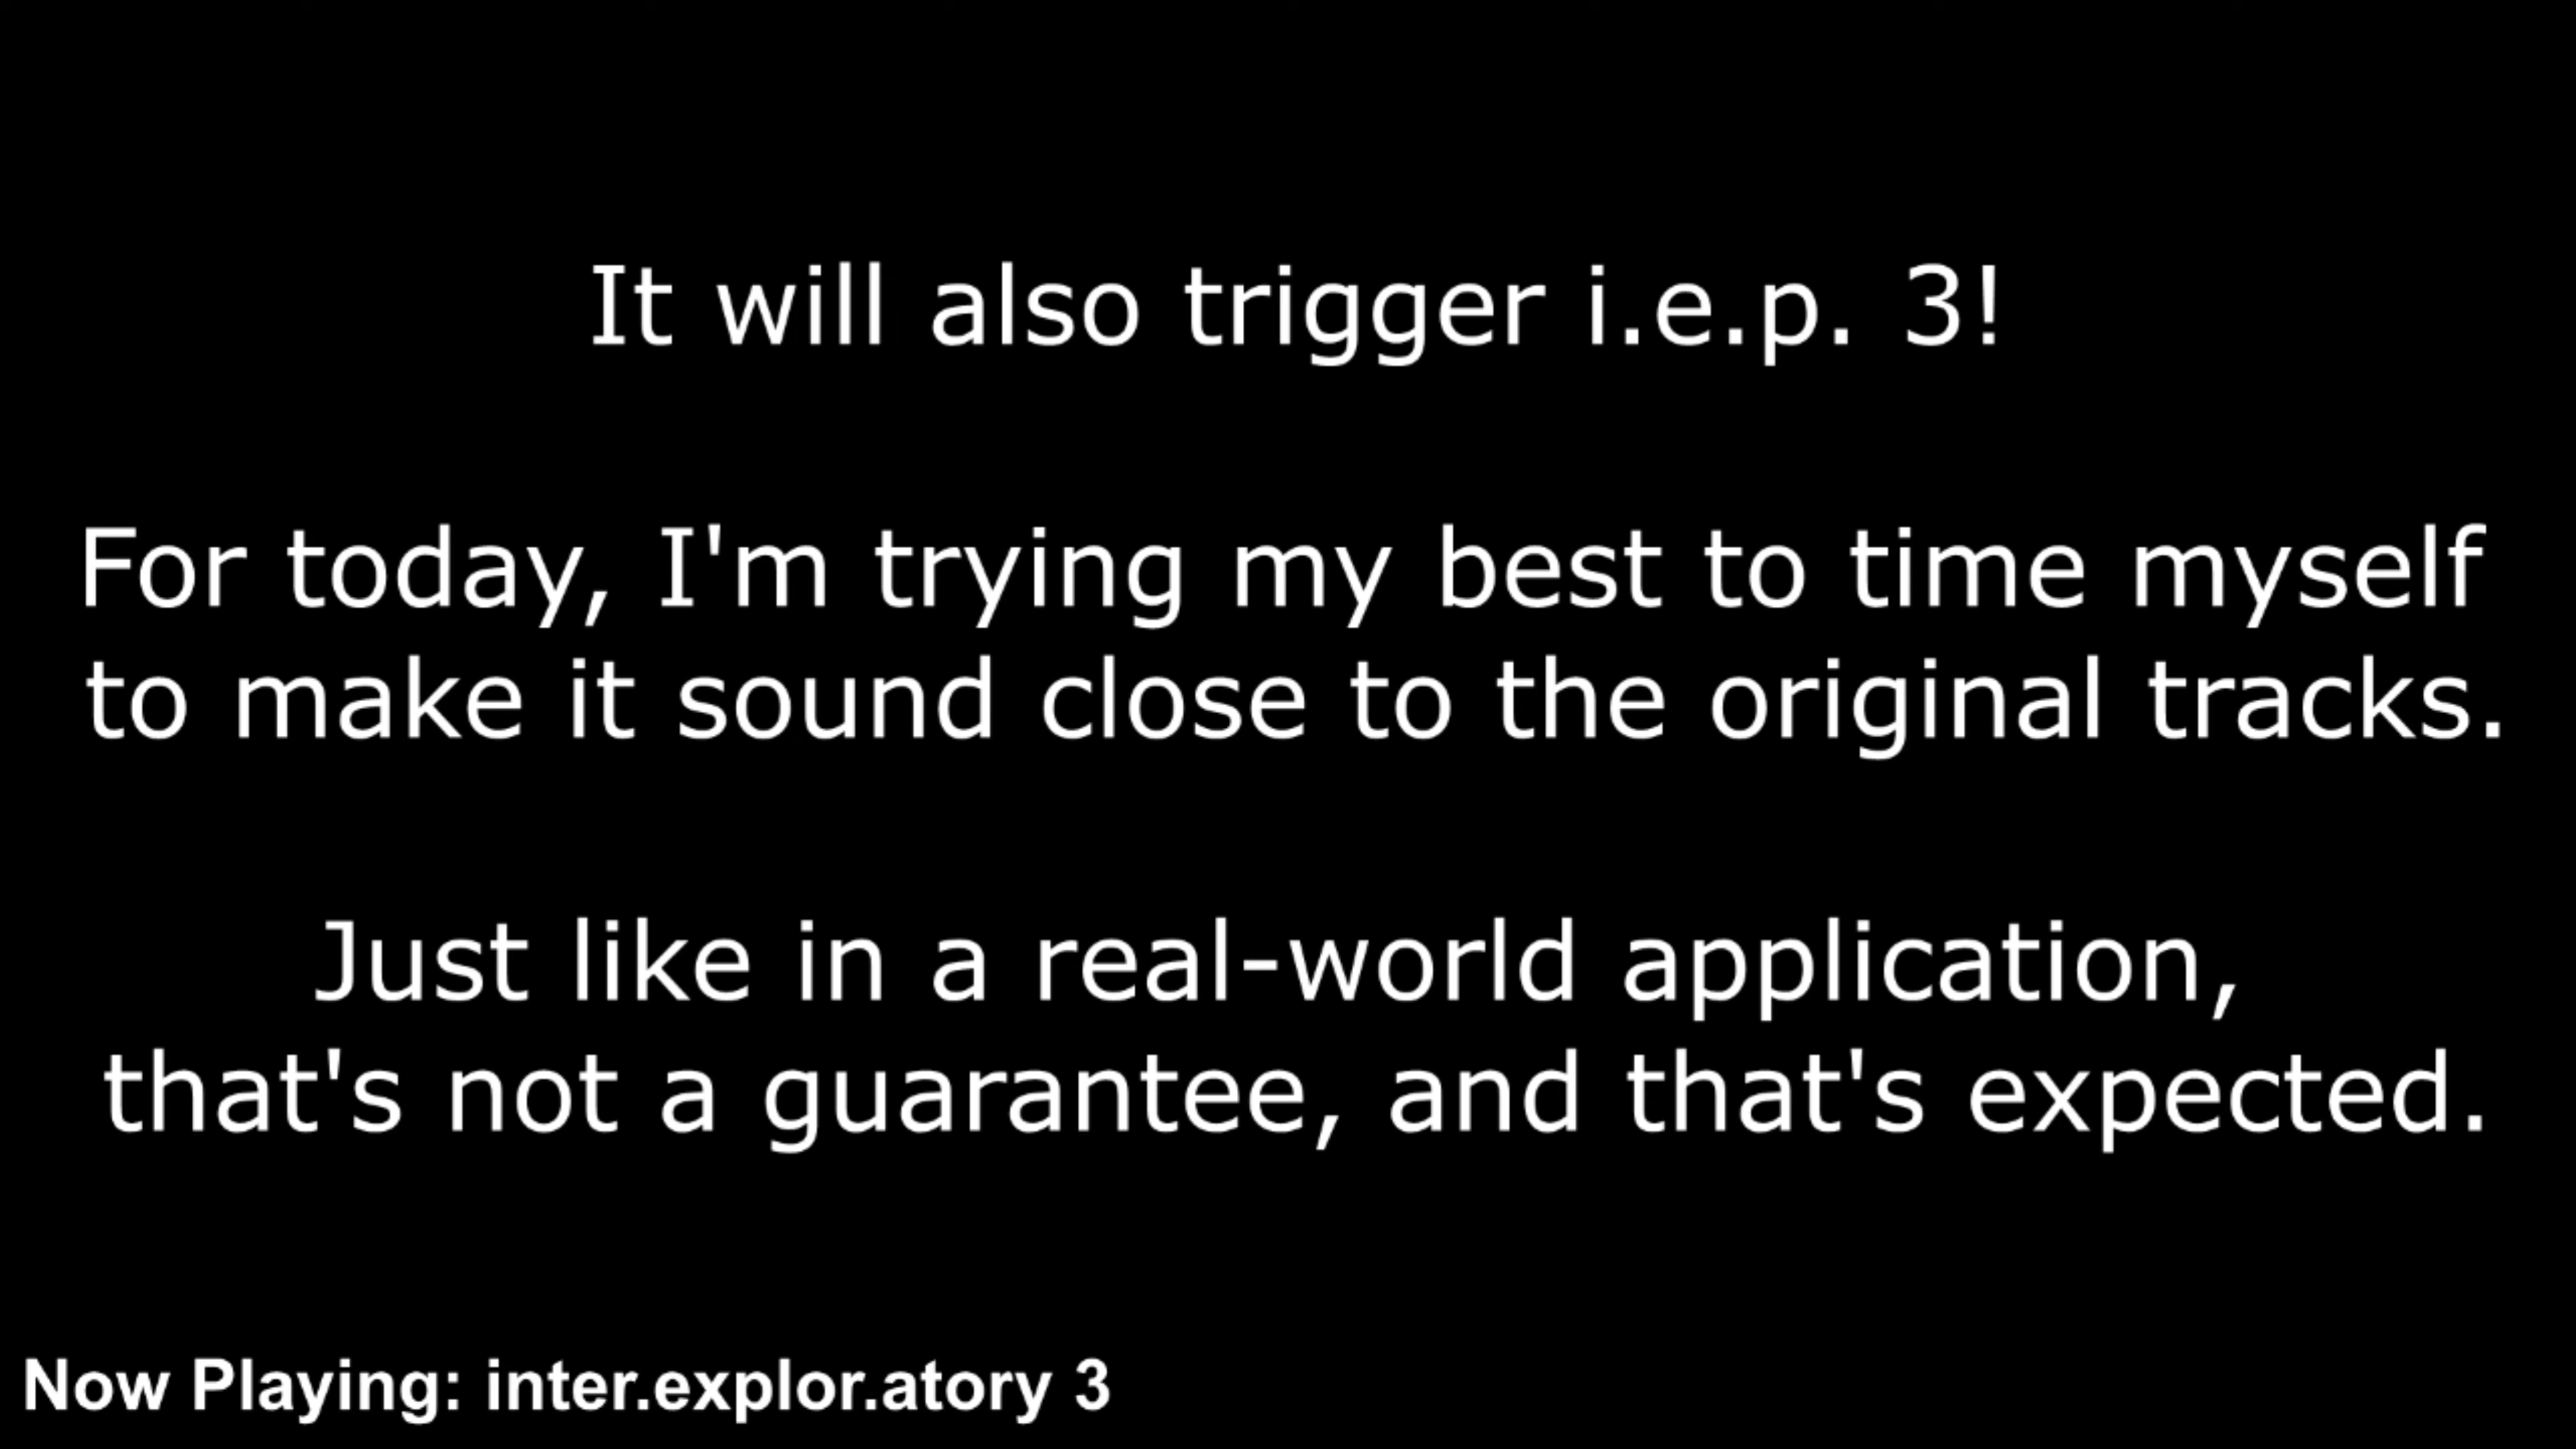 It will also trigger i.e.p. 3!
For today, I'm trying my best to time myself
to make it sound close to the original tracks.
Just like in a real-world application,
that's not a guarantee, and that's expected.
Now Playing: inter.explor.atory 3